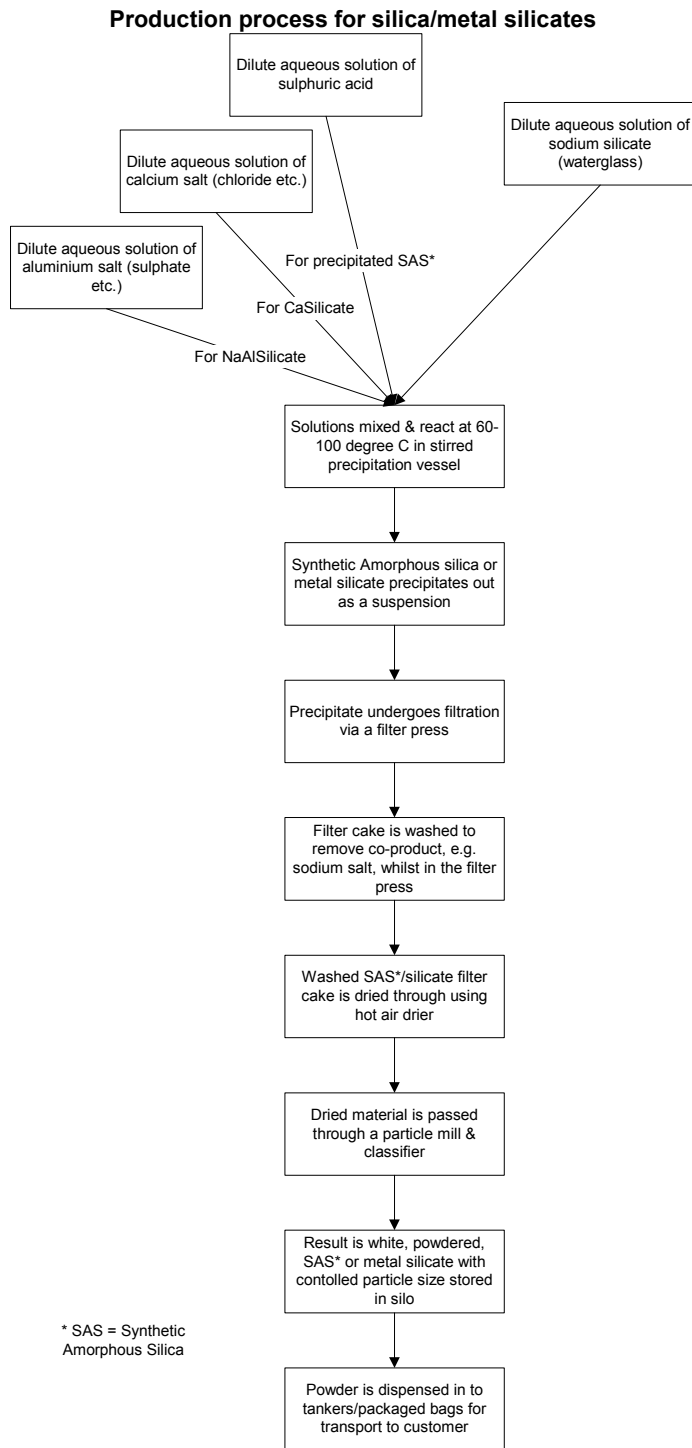 Production process for silica/metal silicates
Dilute aqueous solution of
sulphuric acid
Dilute aqueous solution of
sodium silicate
(waterglass)
Dilute aqueous solution of
calcium salt (chloride etc.)
Dilute aqueous solution of
aluminium salt (sulphate
etc.)
For precipitated SAS*
For CaSilicate
For NaAlSilicate
Solutions mixed & react at 60-
100 degree C in stirred
precipitation vessel
Synthetic Amorphous silica or
metal silicate precipitates out
as a suspension
Precipitate undergoes filtration
via a filter press
Filter cake is washed to
remove co-product, e.g.
sodium salt, whilst in the filter
press
Washed SAS*/silicate filter
cake is dried through using
hot air drier
Dried material is passed
through a particle mill &
classifier
Result is white, powdered,
SAS* or metal silicate with
contolled particle size stored
in silo
* SAS = Synthetic
Amorphous Silica
Powder is dispensed in to
tankers/packaged bags for
transport to customer